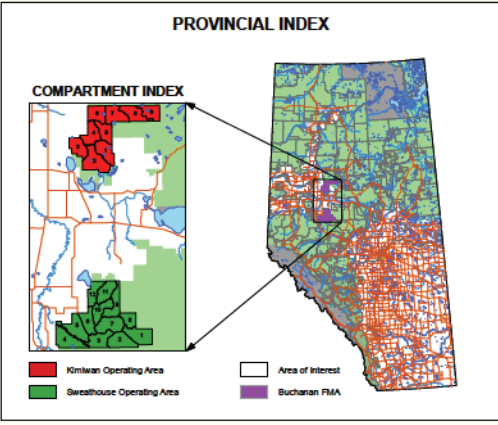 PROVINCIAL INDEX
COMPARTMENT INDEX
Kimiwan Operating Area
Area of Interest
Sweathouse Operating Area
Buchanan FMA